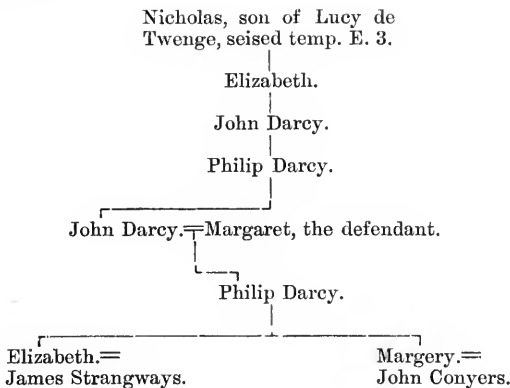 Nicholas, son of Lucy de
Twenge, seised temp. E. 3.
Elizabeth.
John Darcy.
Philip Darcy.
John Darcy.=Margaret, the defendant.
Philip Darcy.
Elizabeth.= Margery.=
James Strangways. John Conyers.